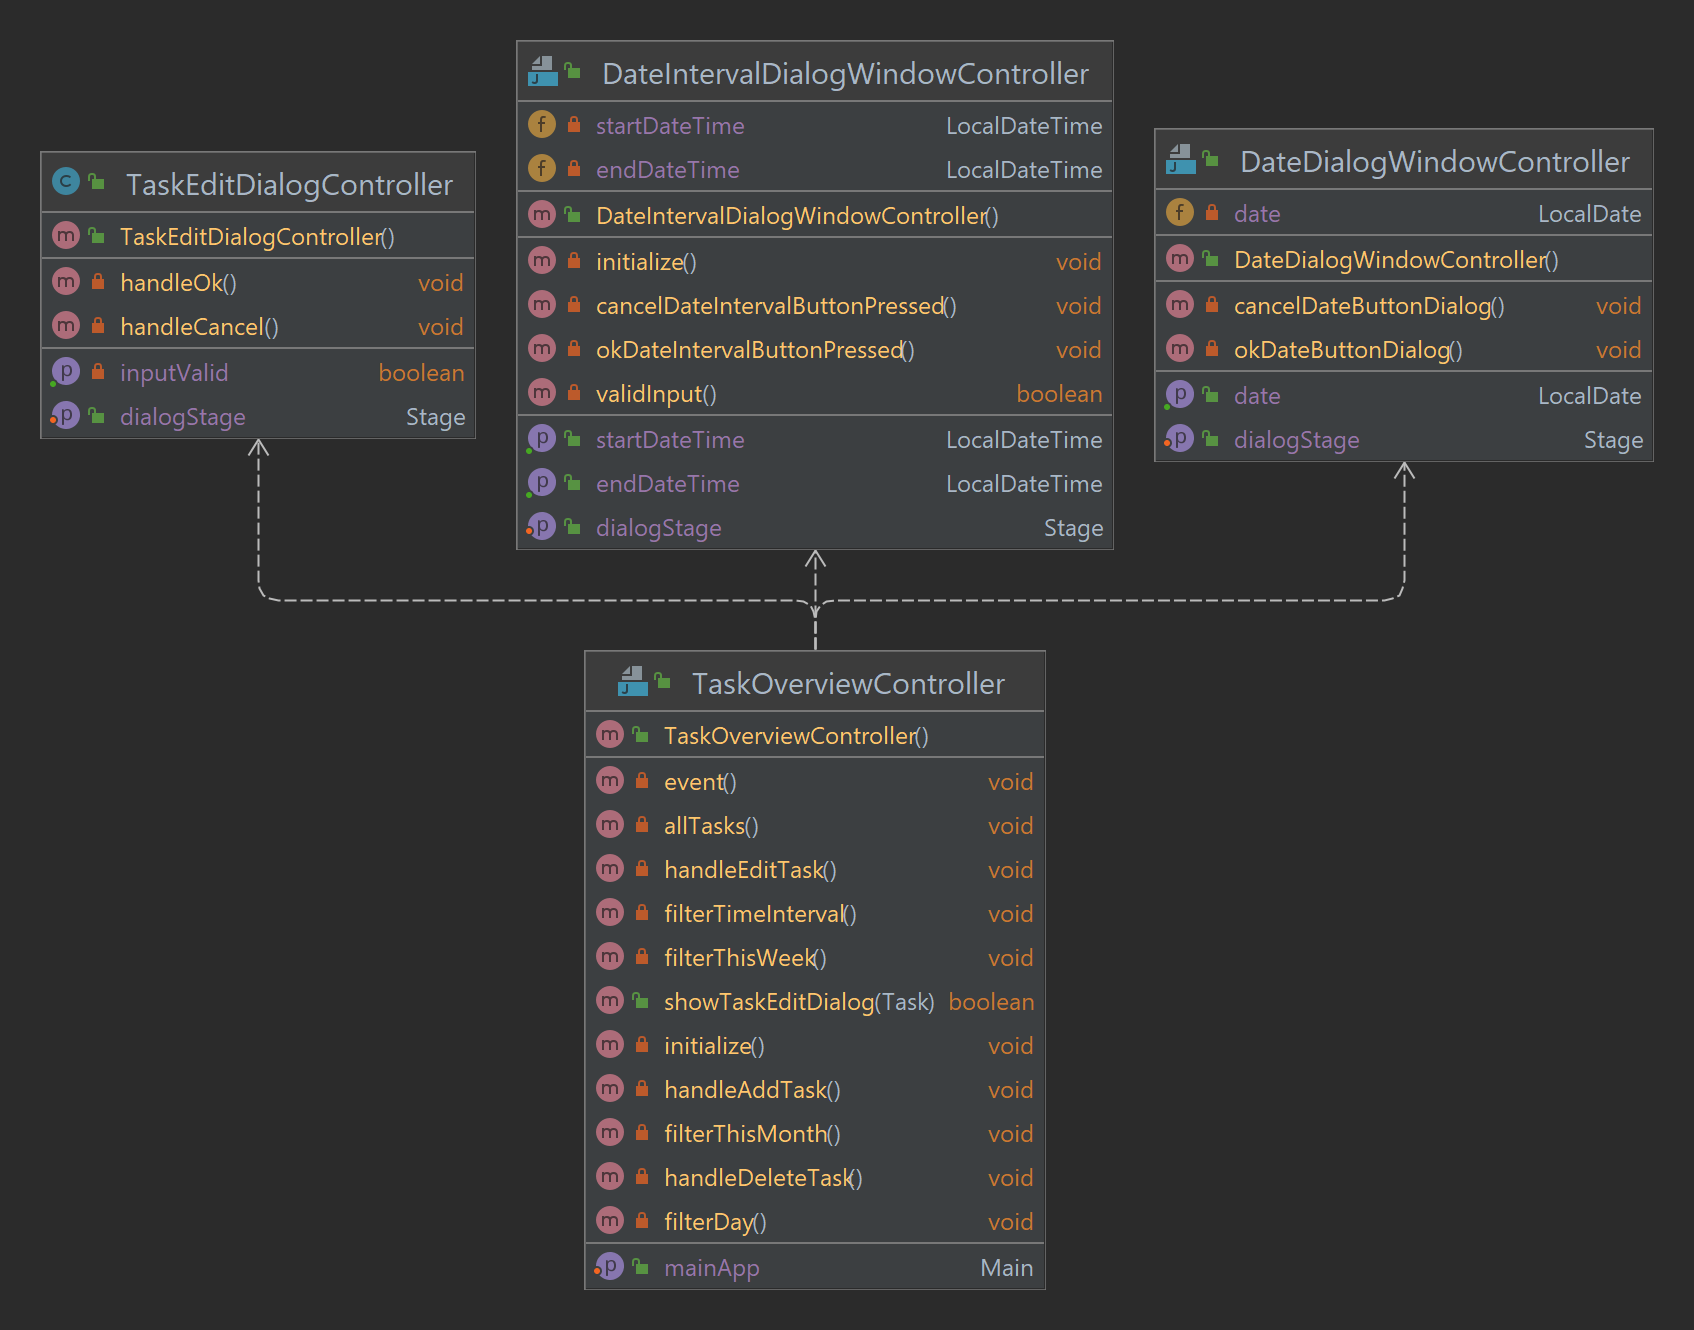 TaskEditDialogController
TaskEditDialogController()
handleOk() void
handleCancel() void
inputValid boolean
dialogStage Stage
DateIntervalDialogWindowController
startDateTime LocalDateTime
endDateTime LocalDateTime
DateIntervalDialogWindowController()
initialize() void
cancelDateIntervalButtonPressed() void
okDateIntervalButtonPressed() void
validInput() boolean
startDateTime LocalDateTime
endDateTime LocalDateTime
dialogStage Stage
DateDialogWindowController
date LocalDate
DateDialogWindowController()
cancelDateButtonDialog() void
okDateButtonDialog() void
date LocalDate
dialogStage Stage
TaskOverviewController
TaskOverviewController()
event() void
allTasks() void
handleEditTask() void
filterTimeInterval() void
filterThisWeek() void
showTaskEditDialog(Task) boolean
initialize() void
handleAddTask() void
filterThisMonth() void
handleDeleteTask() void
filterDay() void
mainApp Main